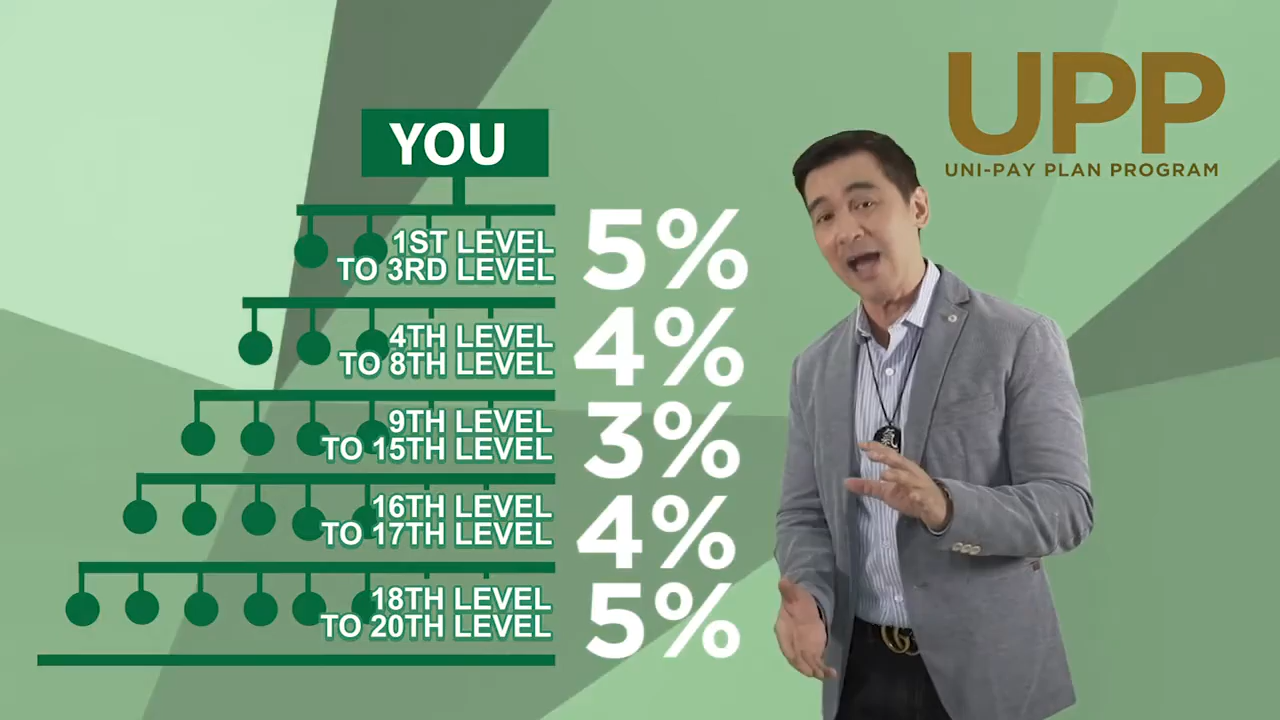 UPP
UNI-PAY PLAN PROGRAM
YOU
1ST LEVEL
TO 3RD LEVEL
5%
4TH LEVEL
TO 8TH LEVEL
4%
9TH LEVEL
TO 15TH LEVEL
3%
16TH LEVEL
TO 17TH LEVEL
4%
18TH LEVEL
TO 20TH LEVEL
5%